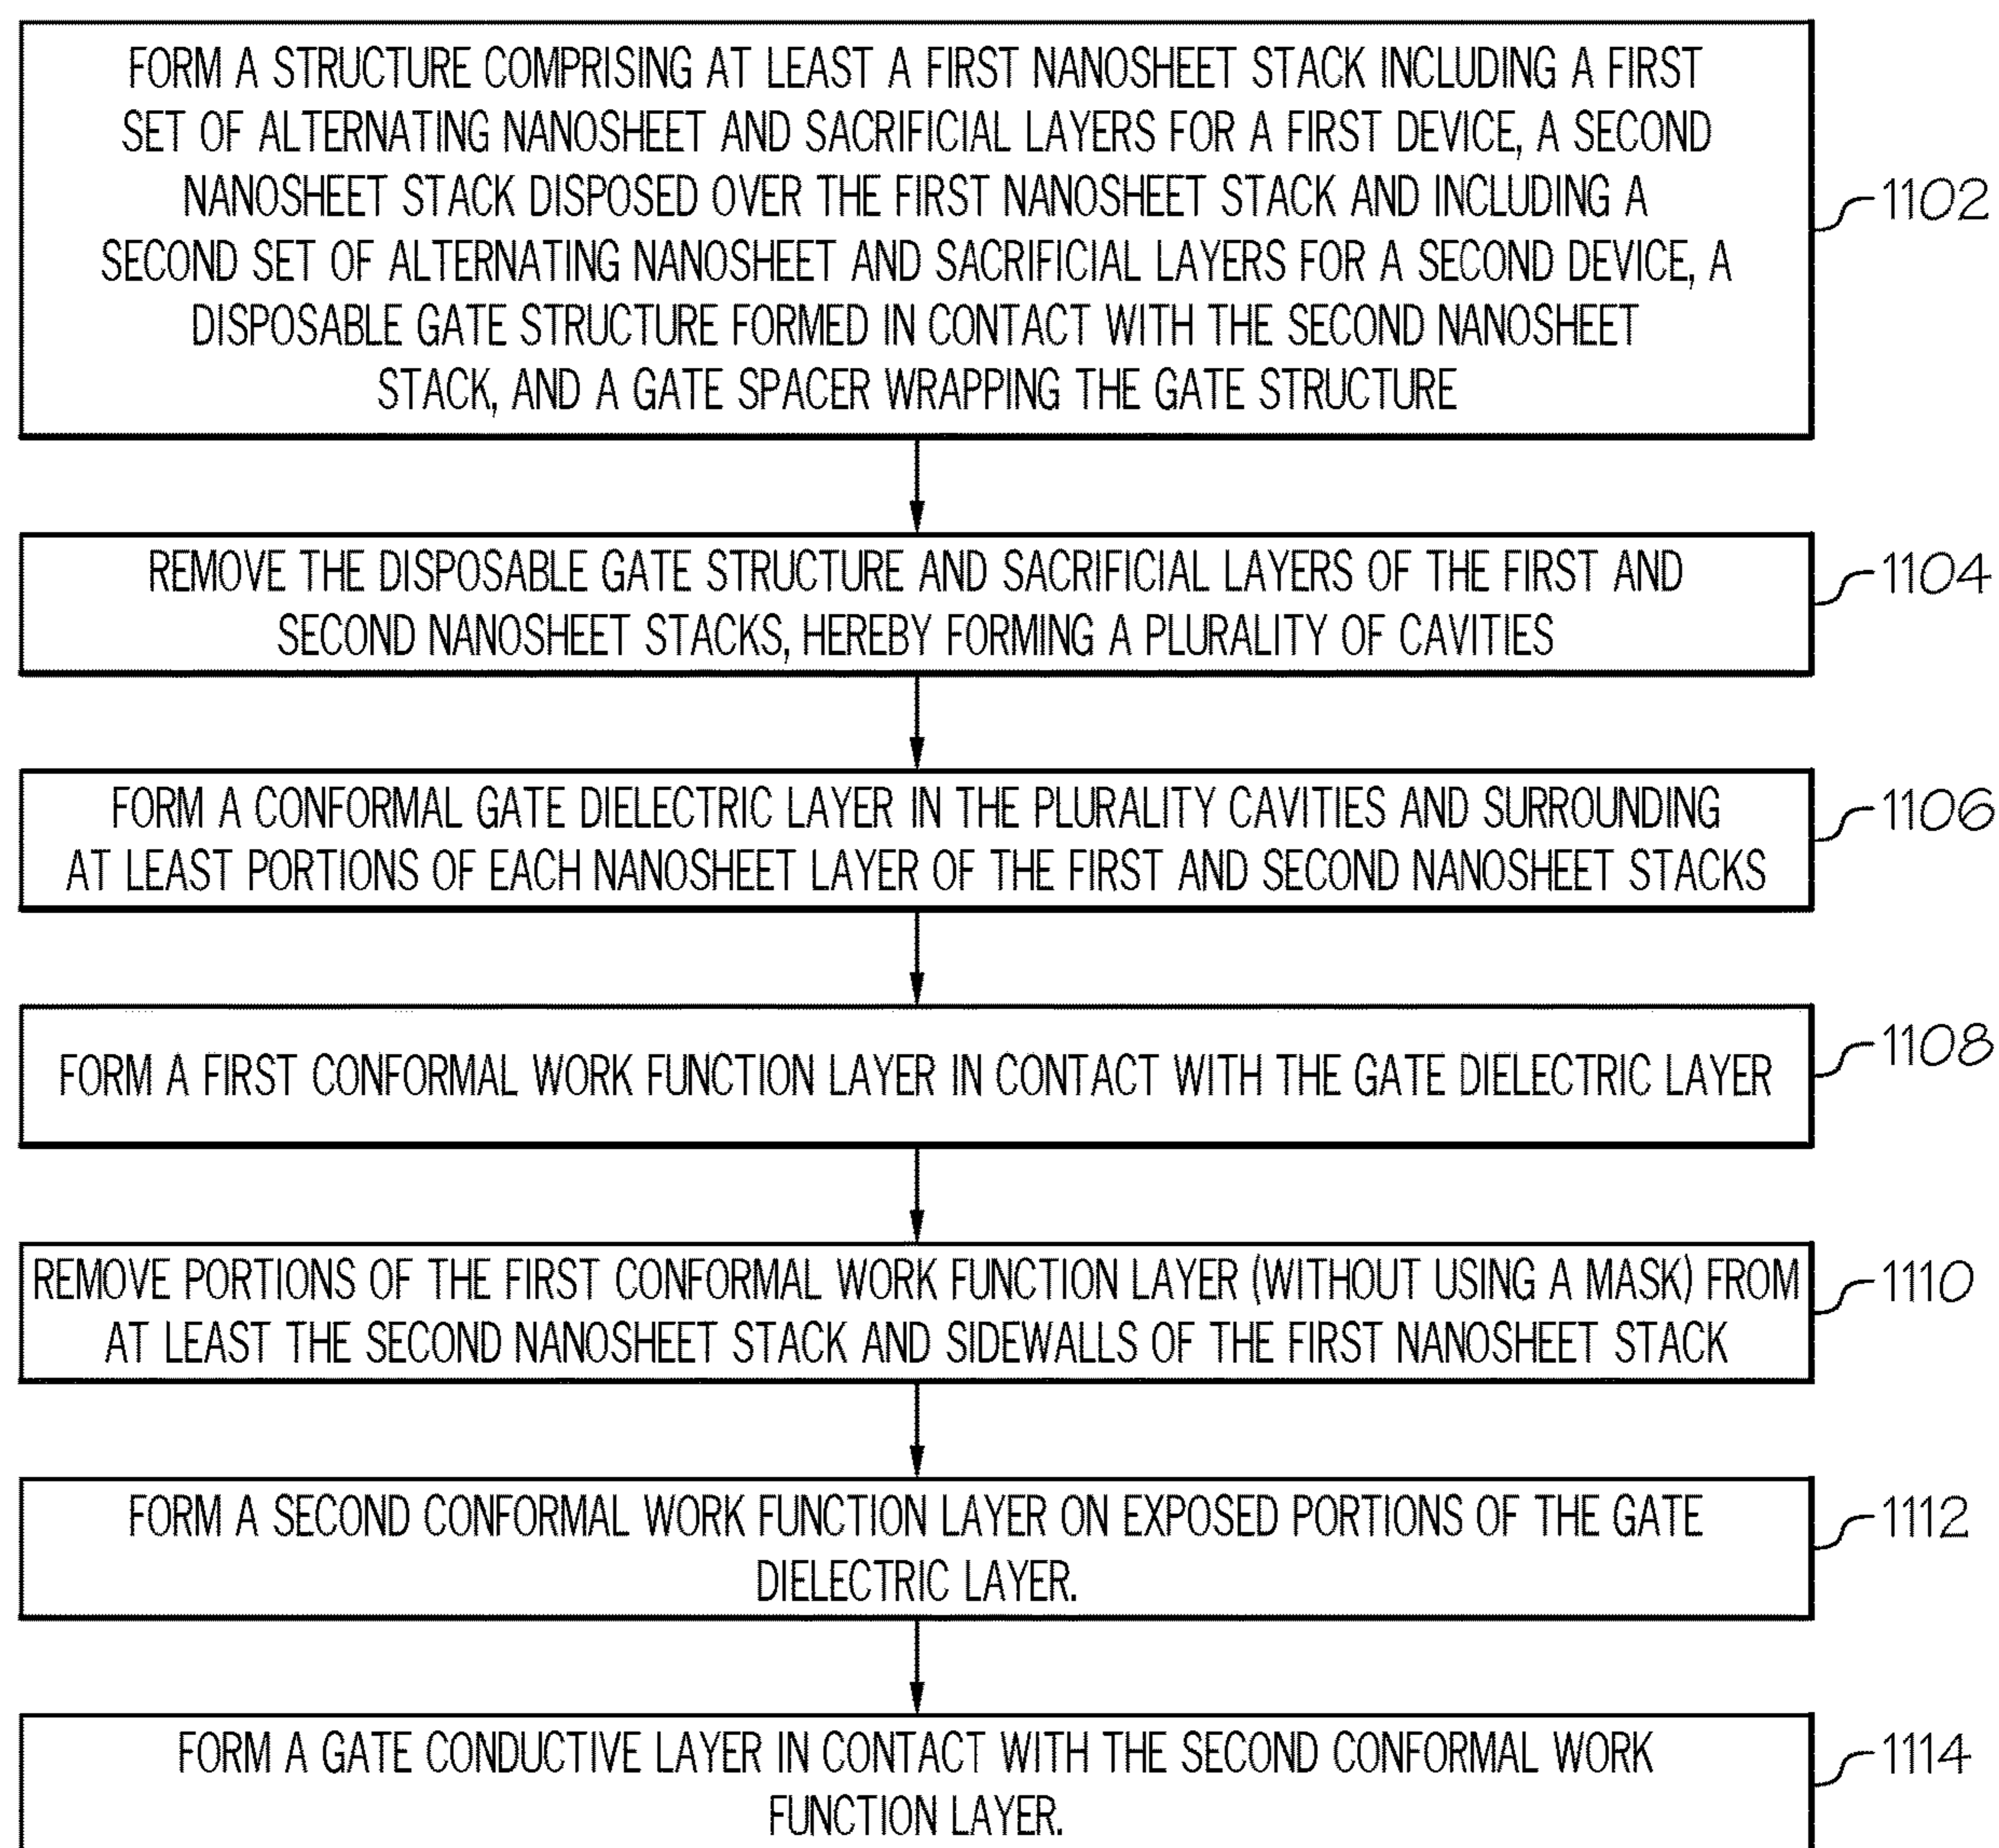 FORM A STRUCTURE COMPRISING AT LEAST A FIRST NANOSHEET STACK INCLUDING A FIRST
SET OF ALTERNATING NANOSHEET AND SACRIFICIAL LAYERS FOR A FIRST DEVICE, A SECOND
NANOSHEET STACK DISPOSED OVER THE FIRST NANOSHEET STACK AND INCLUDING A
SECOND SET OF ALTERNATING NANOSHEET AND SACRIFICIAL LAYERS FOR A SECOND DEVICE, A
DISPOSABLE GATE STRUCTURE FORMED IN CONTACT WITH THE SECOND NANOSHEET
STACK, AND A GATE SPACER WRAPPING THE GATE STRUCTURE
1102
REMOVE THE DISPOSABLE GATE STRUCTURE AND SACRIFICIAL LAYERS OF THE FIRST AND
SECOND NANOSHEET STACKS, HEREBY FORMING A PLURALITY OF CAVITIES
1104
FORM A CONFORMAL GATE DIELECTRIC LAYER IN THE PLURALITY CAVITIES AND SURROUNDING
AT LEAST PORTIONS OF EACH NANOSHEET LAYER OF THE FIRST AND SECOND NANOSHEET STACKS
1106
FORM A FIRST CONFORMAL WORK FUNCTION LAYER IN CONTACT WITH THE GATE DIELECTRIC LAYER
1108
REMOVE PORTIONS OF THE FIRST CONFORMAL WORK FUNCTION LAYER (WITHOUT USING A MASK) FROM
AT LEAST THE SECOND NANOSHEET STACK AND SIDEWALLS OF THE FIRST NANOSHEET STACK
1110
FORM A SECOND CONFORMAL WORK FUNCTION LAYER ON EXPOSED PORTIONS OF THE GATE
DIELECTRIC LAYER.
1112
FORM A GATE CONDUCTIVE LAYER IN CONTACT WITH THE SECOND CONFORMAL WORK
FUNCTION LAYER.
1114